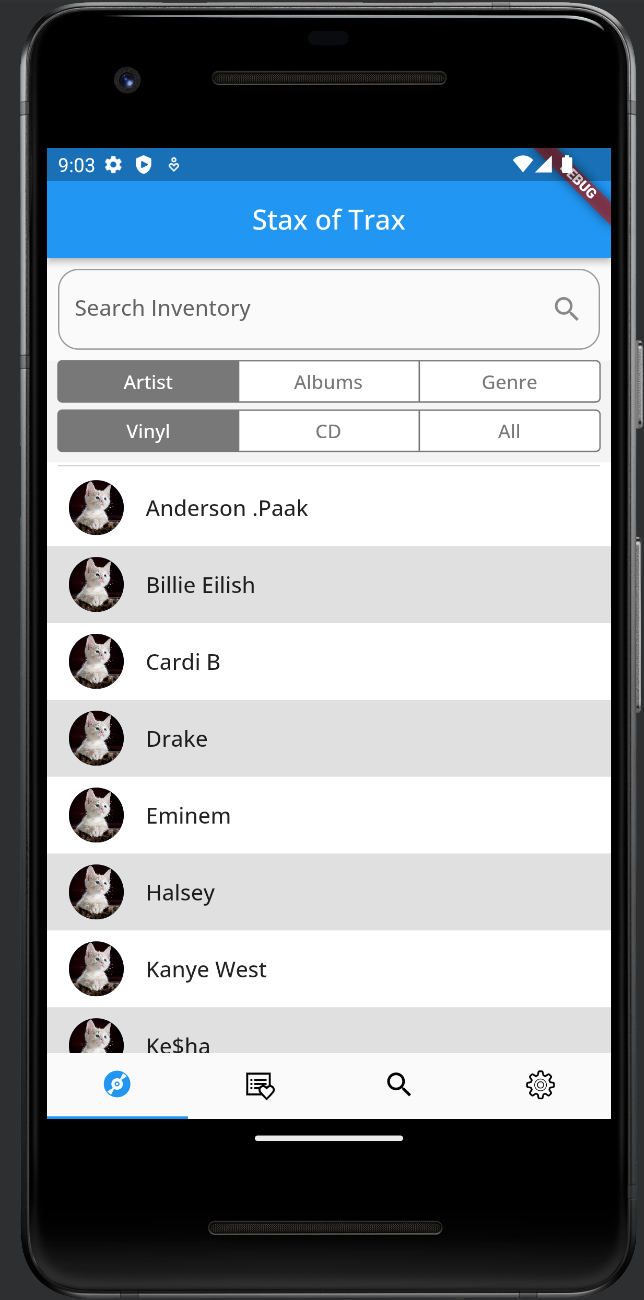 9:03
DEBUG
Stax of Trax
Search Inventory
Artist Albums Genre
Vinyl CD All
Anderson .Paak
Billie Eilish
Cardi B
Drake
Eminem
Halsey
Kanye West
Ke$ha